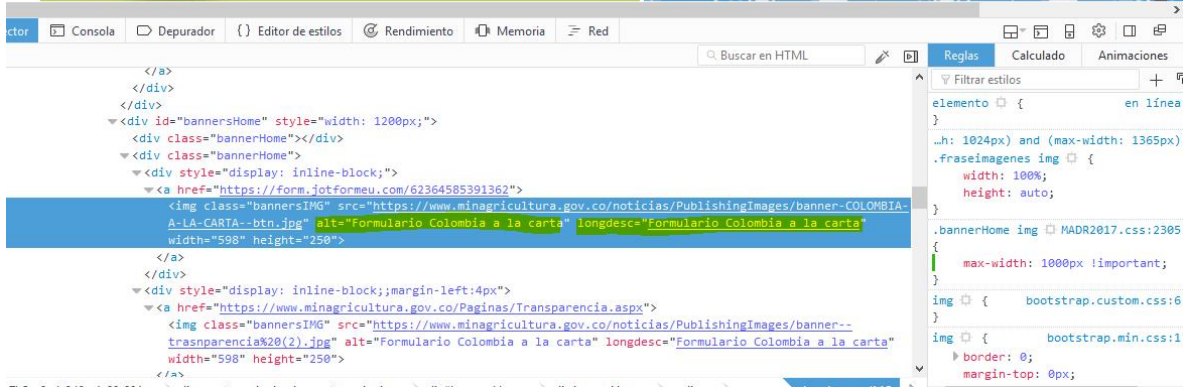 ctor Consola Depurador { } Editor de estilos Rendimiento Memoria Red
Buscar en HTML
</a>
</div>
</div>
<div id="bannersHome" style="width: 1200px;">
<div class="bannerHome"></div>
<div class="bannerHome">
<div style="display: inline-block;">
<a href="https://form.jotformeu.com/62364585391362">
<img class="bannersIMG" src="https://www.minagricultura.gov.co/noticias/PublishingImages/banner-COLOMBIA-
A-LA-CARTA--btn.jpg" alt="Formulario Colombia a la carta" longdesc="Formulario Colombia a la carta"
width="598" height="250">
</a>
</div>
<div style="display: inline-block;;margin-left:4px">
<a href="https://www.minagricultura.gov.co/Paginas/Transparencia.aspx">
<img class="bannersIMG" src="https://www.minagricultura.gov.co/noticias/PublishingImages/banner--
trasnparencia%20(2).jpg" alt="Formulario Colombia a la carta" longdesc="Formulario Colombia a la carta"
width="598" height="250">
</a>
Reglas Calculado Animaciones
Filtrar estilos +
elemento { en línea
}
…h: 1024px) and (max-width: 1365px)
.fraseimagenes img {
width: 100%;
height: auto;
}
.bannerHome img MADR2017.css:2305
{
max-width: 1000px !important;
}
img { bootstrap.custom.css:6
}
img { bootstrap.min.css:1
border: 0;
margin-top: 0px;